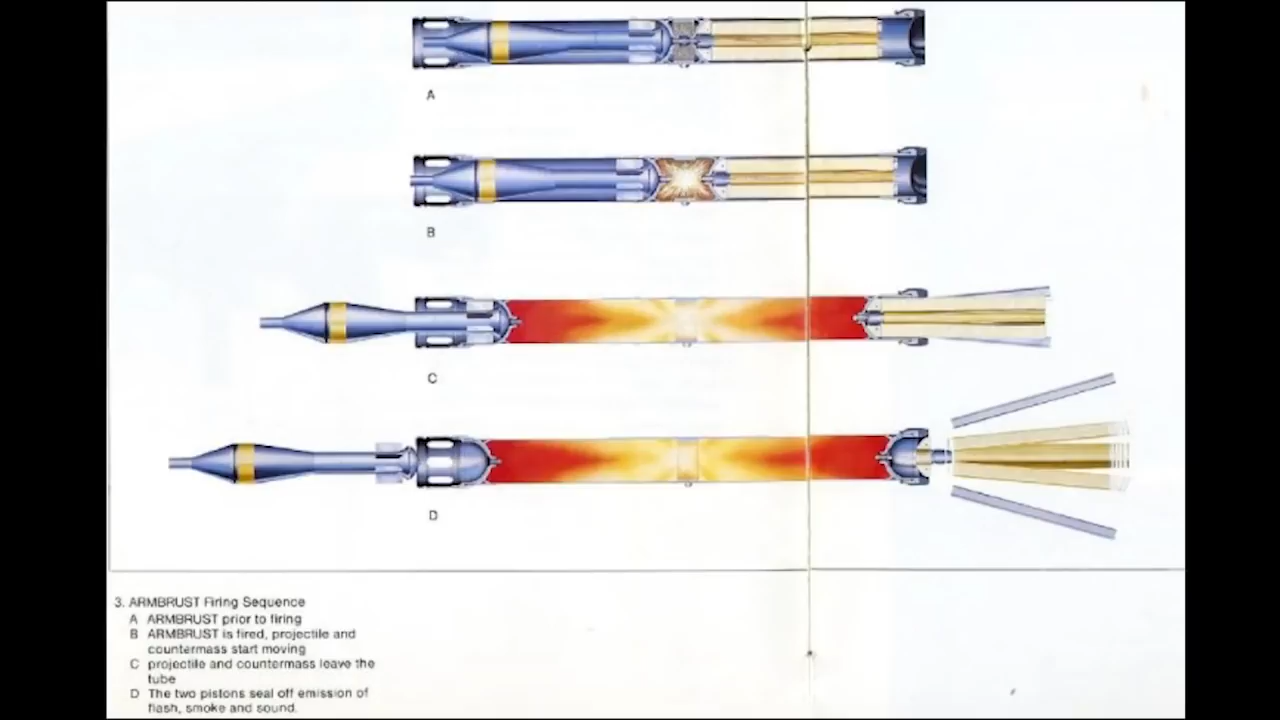 A
B
C
D
3. ARMBRUST Firing Sequence
A ARMBRUST prior to firing
B ARMBRUST is fired, projectile and
countermass start moving
C projectile and countermass leave the
tube
D The two pistons seal off emission of
flash, smoke and sound.